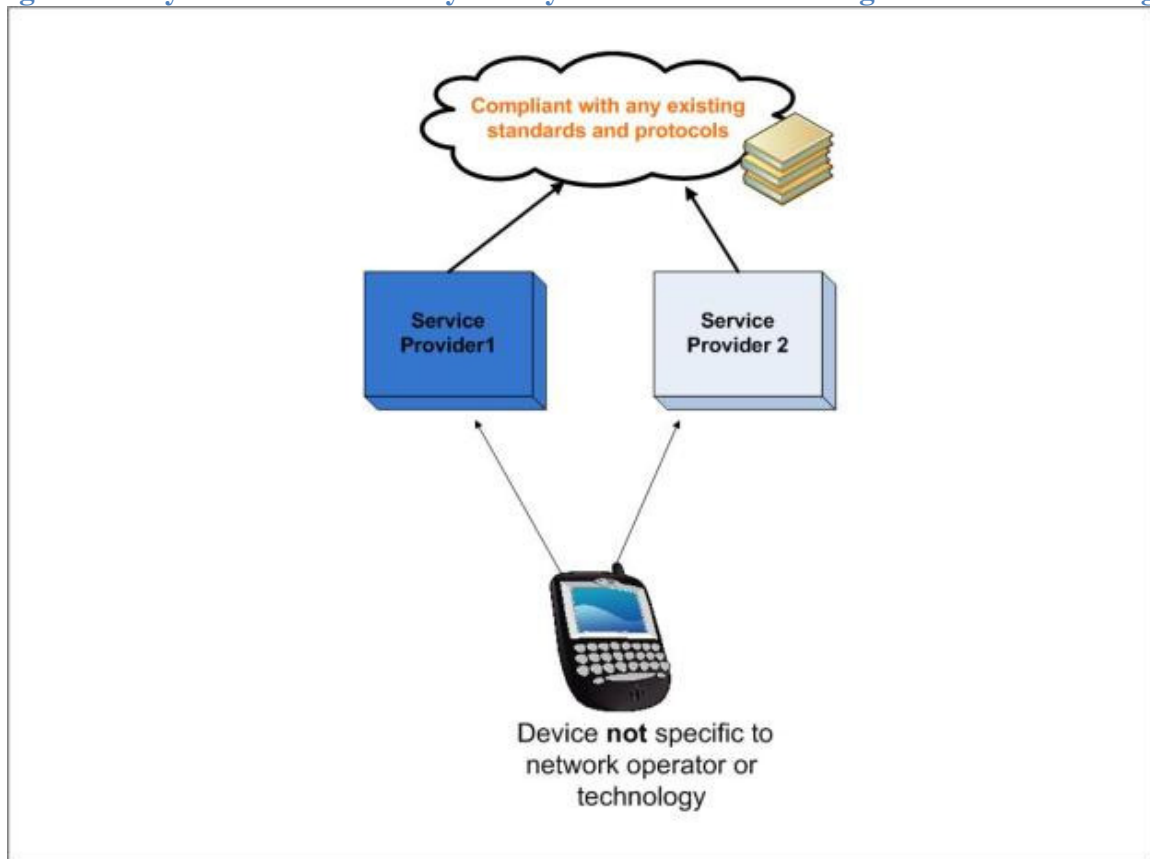 Compliant with any existing
standards and protocols
Service
Provider1
Service
Provider 2
Device not specific to
network operator or
technology